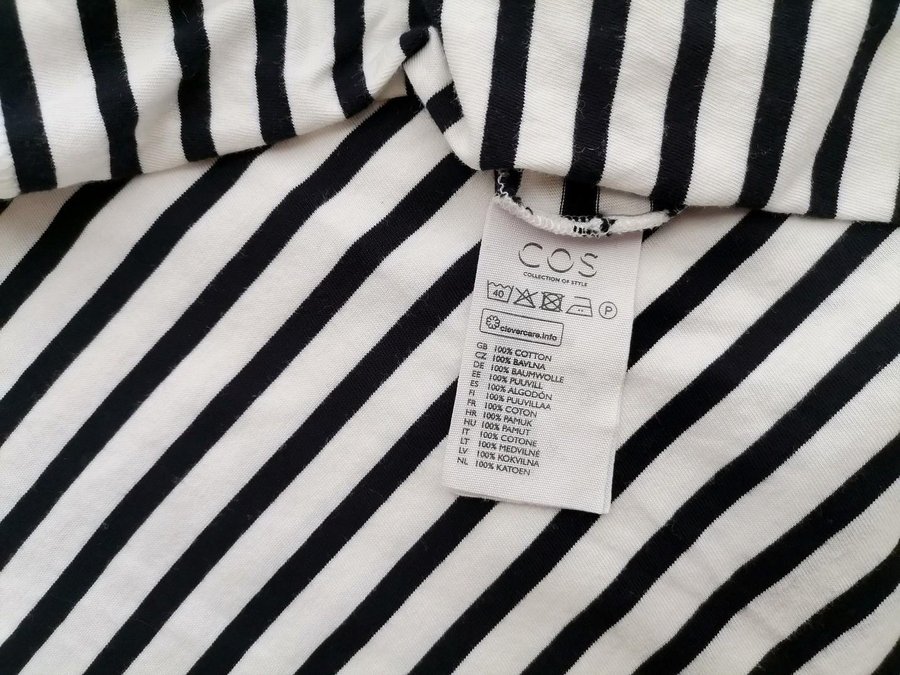 COS
COLLECTION OF STYLE
40 P
clevercare.info
GB 100% COTTON
CZ 100% BAVLNA
DE 100% BAUMWOLLE
EE 100% PUUVILL
ES 100% ALGODÓN
FI 100% PUUVILLAA
FR 100% COTON
HR 100% PAMUK
HU 100% PAMUT
IT 100% COTONE
LT 100% MEDVILNĖ
LV 100% KOKVILNA
NL 100% KATOEN